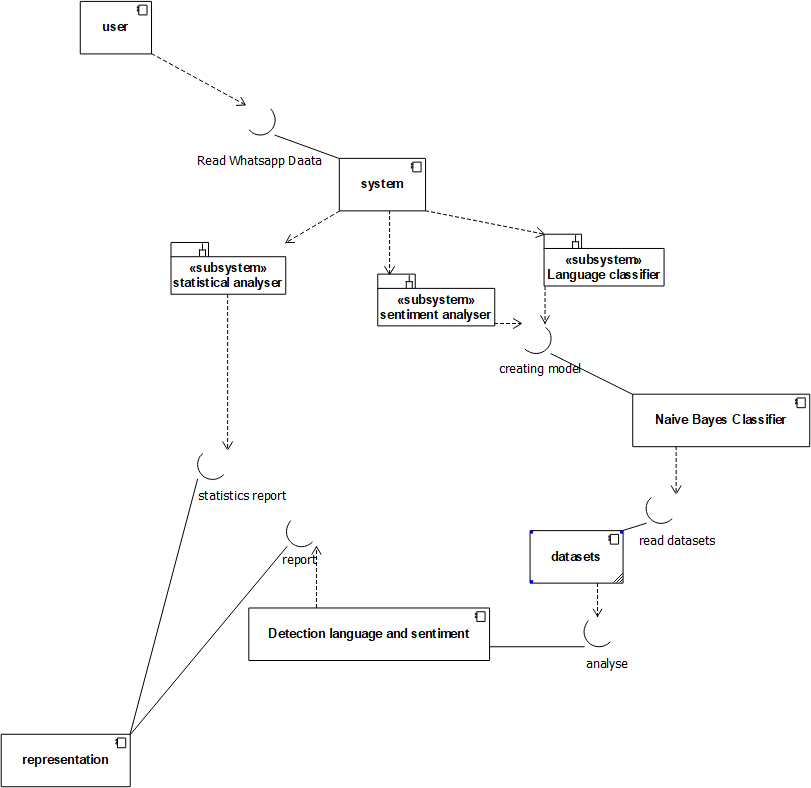 user
Read Whatsapp Daata
system
«subsystem»
statistical analyser
«subsystem»
sentiment analyser
«subsystem»
Language classifier
creating model
Naive Bayes Classifier
statistics report
read datasets
report
datasets
Detection language and sentiment
analyse
representation